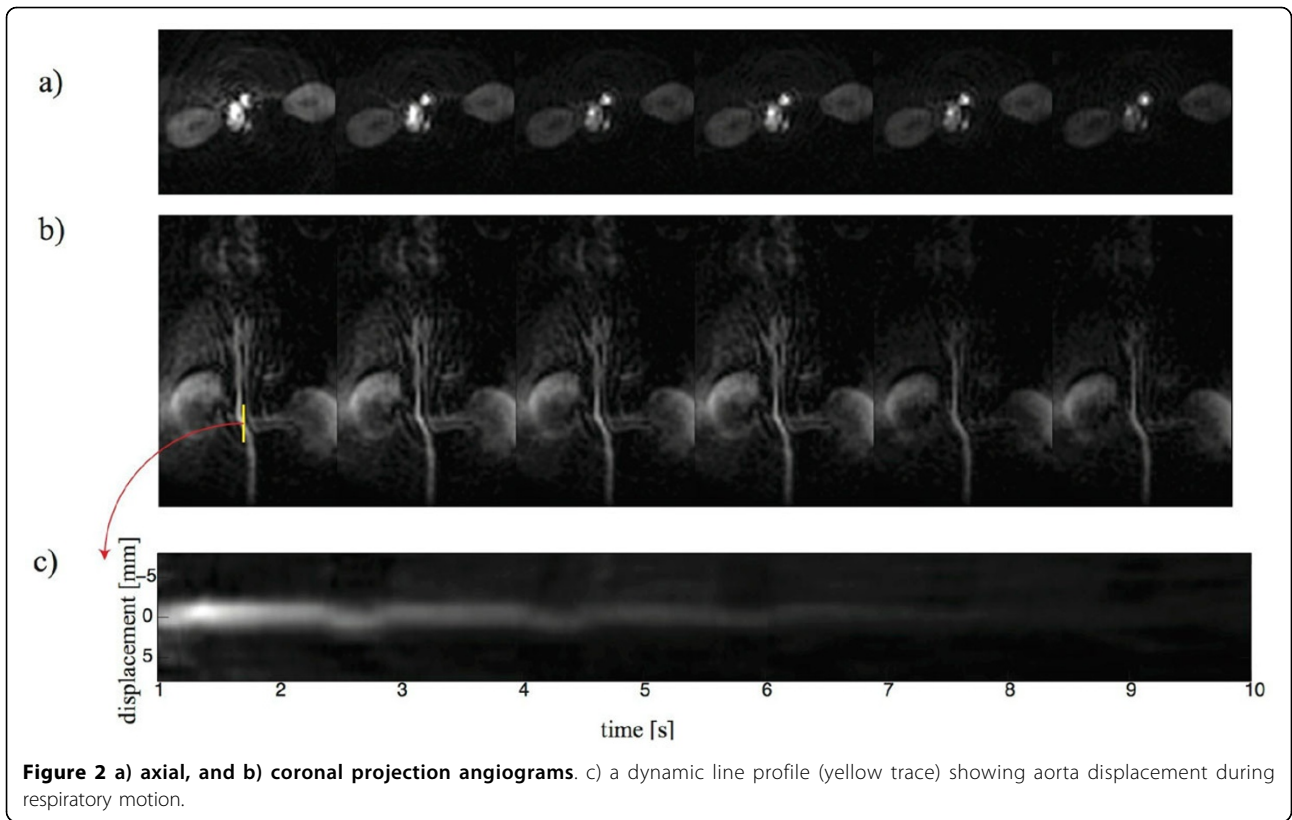 a)
b)
c)
displacement [mm]
-5
0
5
1 2 3 4 5 6 7 8 9 10
time [s]
Figure 2 a) axial, and b) coronal projection angiograms. c) a dynamic line profile (yellow trace) showing aorta displacement during
respiratory motion.